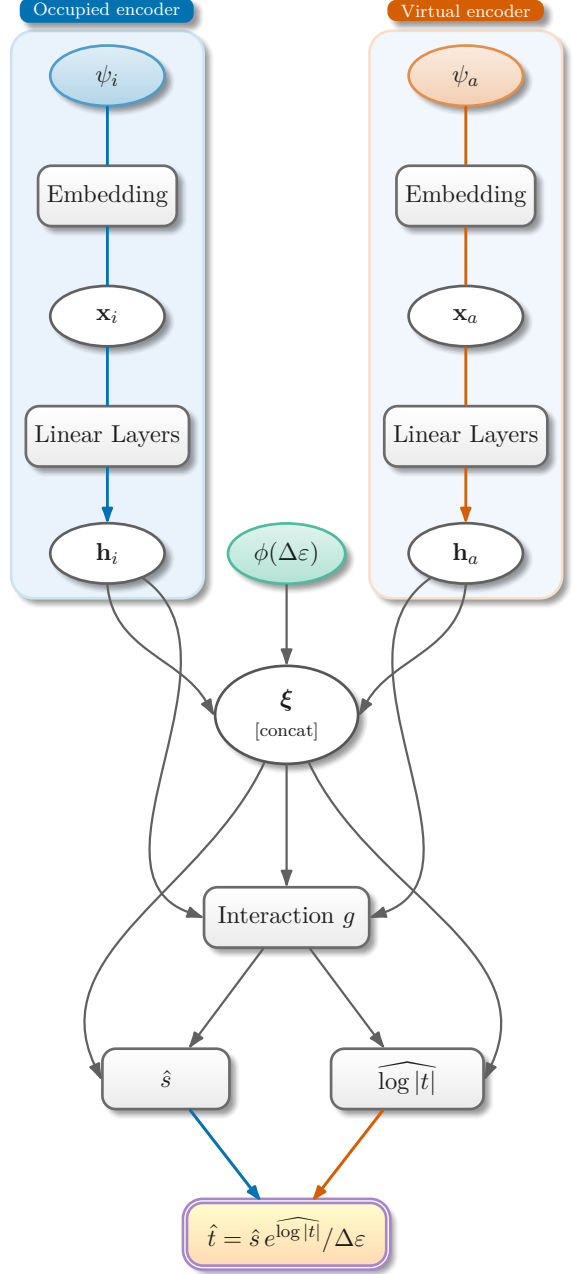 Occupied encoder
Virtual encoder
ψ_i
ψ_a
Embedding
Embedding
x_i
x_a
Linear Layers
Linear Layers
h_i
ϕ(Δε)
h_a
ξ
[concat]
Interaction g
ŝ
\widehat{log |t|}
t̂ = ŝ e^{\widehat{log |t|}}/Δε